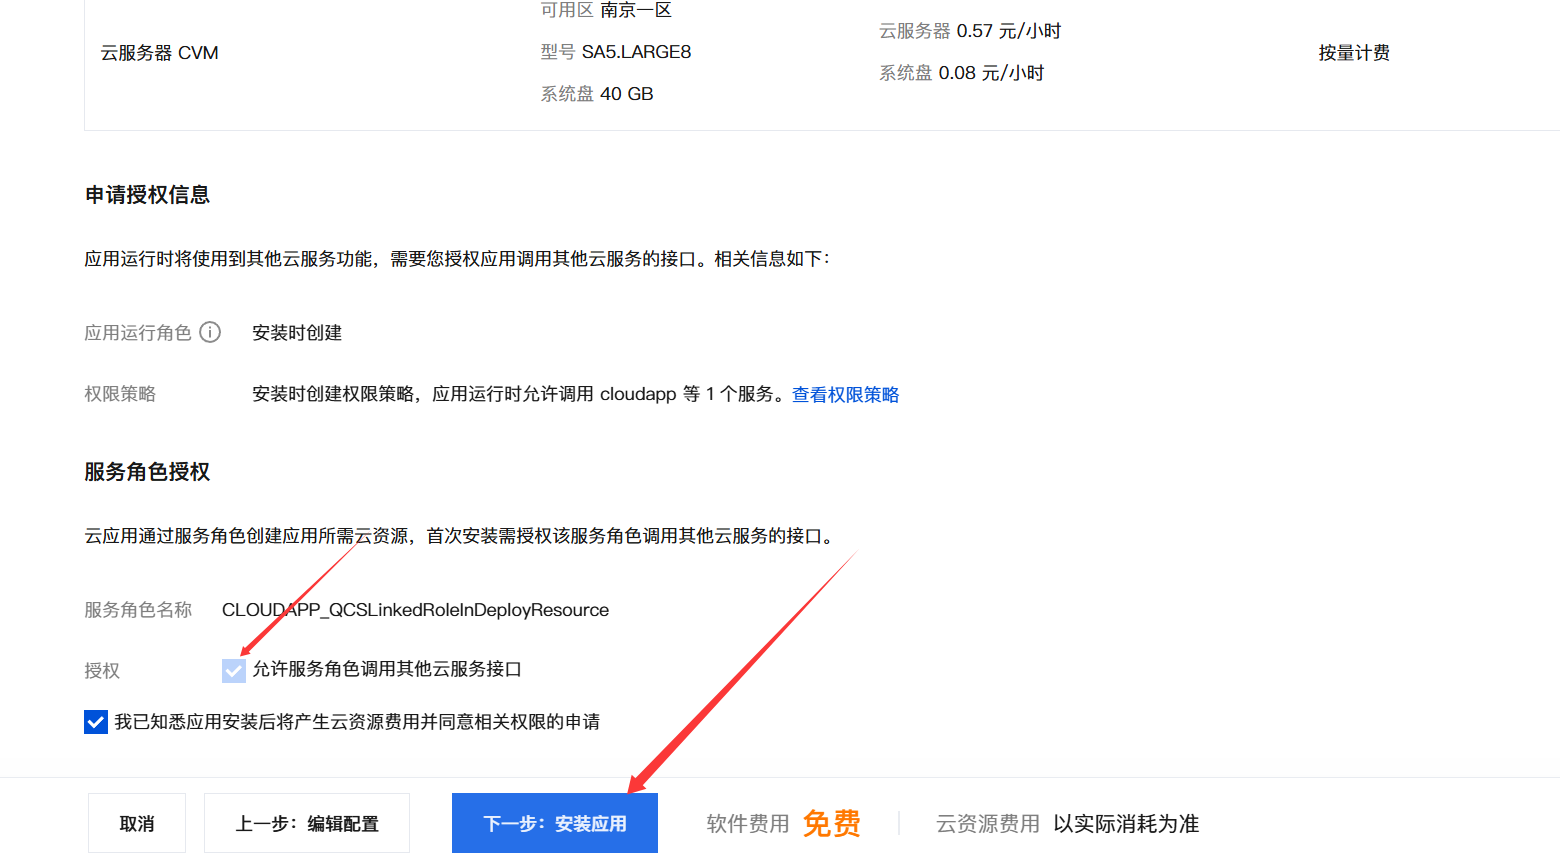 可用区 南京一区
云服务器 0.57 元/小时
云服务器 CVM
型号 SA5.LARGE8
按量计费
系统盘 0.08 元/小时
系统盘 40 GB
申请授权信息
应用运行时将使用到其他云服务功能，需要您授权应用调用其他云服务的接口。相关信息如下：
应用运行角色 安装时创建
权限策略 安装时创建权限策略，应用运行时允许调用 cloudapp 等 1 个服务。查看权限策略
服务角色授权
云应用通过服务角色创建应用所需云资源，首次安装需授权该服务角色调用其他云服务的接口。
服务角色名称 CLOUDAPP_QCSLinkedRoleInDeployResource
授权 允许服务角色调用其他云服务接口
我已知悉应用安装后将产生云资源费用并同意相关权限的申请
取消 上一步：编辑配置 下一步：安装应用 软件费用 免费 云资源费用 以实际消耗为准